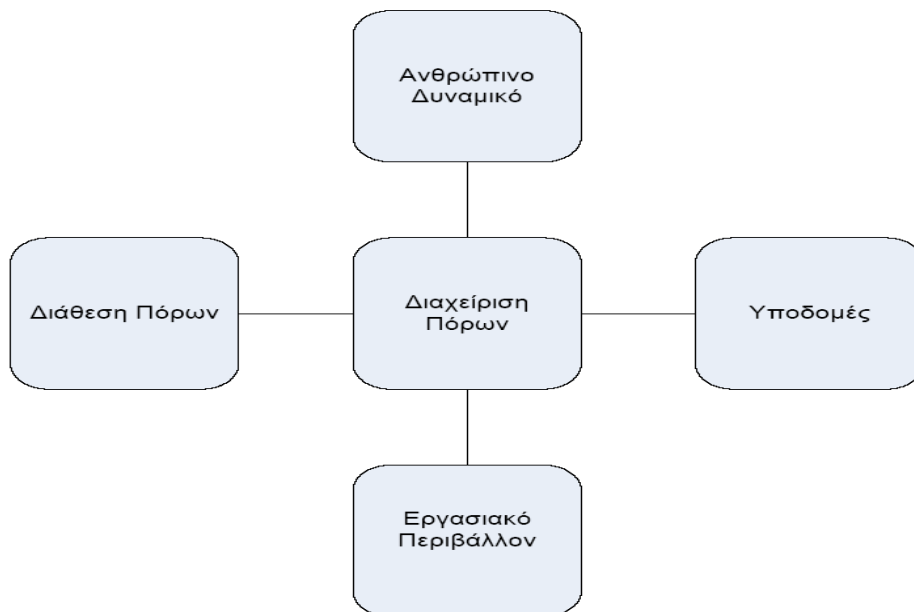 Ανθρώπινο
Δυναμικό
Διάθεση Πόρων
Διαχείριση
Πόρων
Υποδομές
Εργασιακό
Περιβάλλον